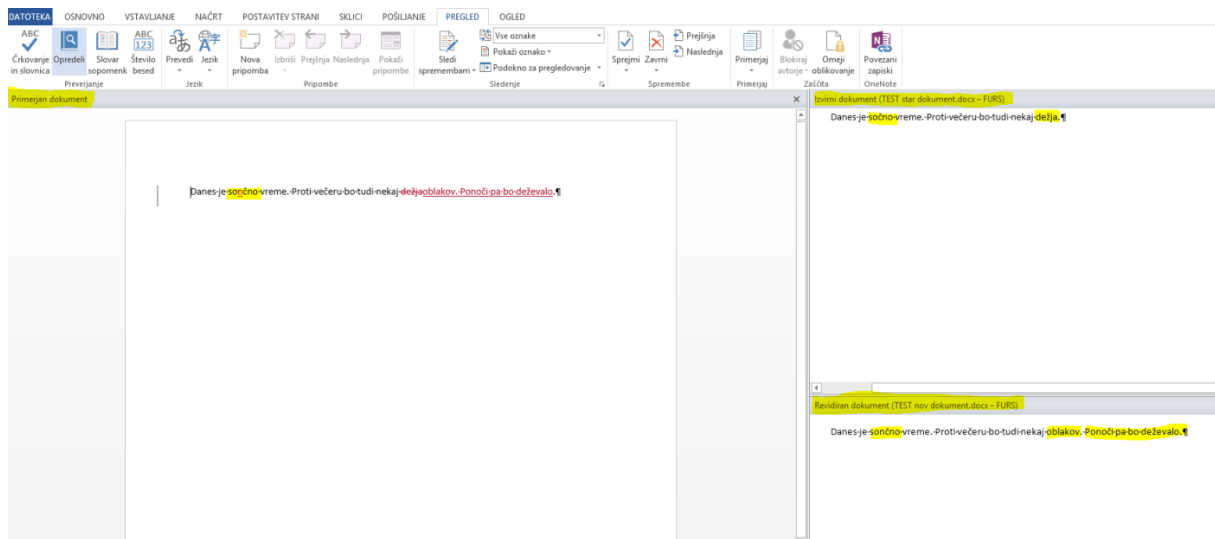 DATOTEKA OSNOVNO VSTAVLJANJE NAČRT POSTAVITEV STRANI SKLICI POŠILJANJE PREGLED OGLED
ABC
Črkovanje in slovnica
Opredeli
Slovar sopomenk
ABC 123
Število besed
Preverjanje
Prevedi
Jezik
Jezik
Nova pripomba
Izbriši
Prejšnja
Naslednja
Pokaži pripombe
Pripombe
Sledi spremembam
Vse oznake
Pokaži oznako
Podokno za pregledovanje
Sledenje
Sprejmi
Zavrni
Prejšnja
Naslednja
Spremembe
Primerjaj
Primerjaj
Blokiraj avtorje
Omeji oblikovanje
Zaščita
Povezani zapiski
OneNote
Primerjan dokument
Danes je sončno vreme. Proti večeru bo tudi nekaj dežjaoblakov. Ponoči pa bo deževalo.¶
Izvirni dokument (TEST star dokument.docx – FURS)
Danes je sočno vreme. Proti večeru bo tudi nekaj dežja.¶
Revidiran dokument (TEST nov dokument.docx – FURS)
Danes je sončno vreme. Proti večeru bo tudi nekaj oblakov. Ponoči pa bo deževalo.¶